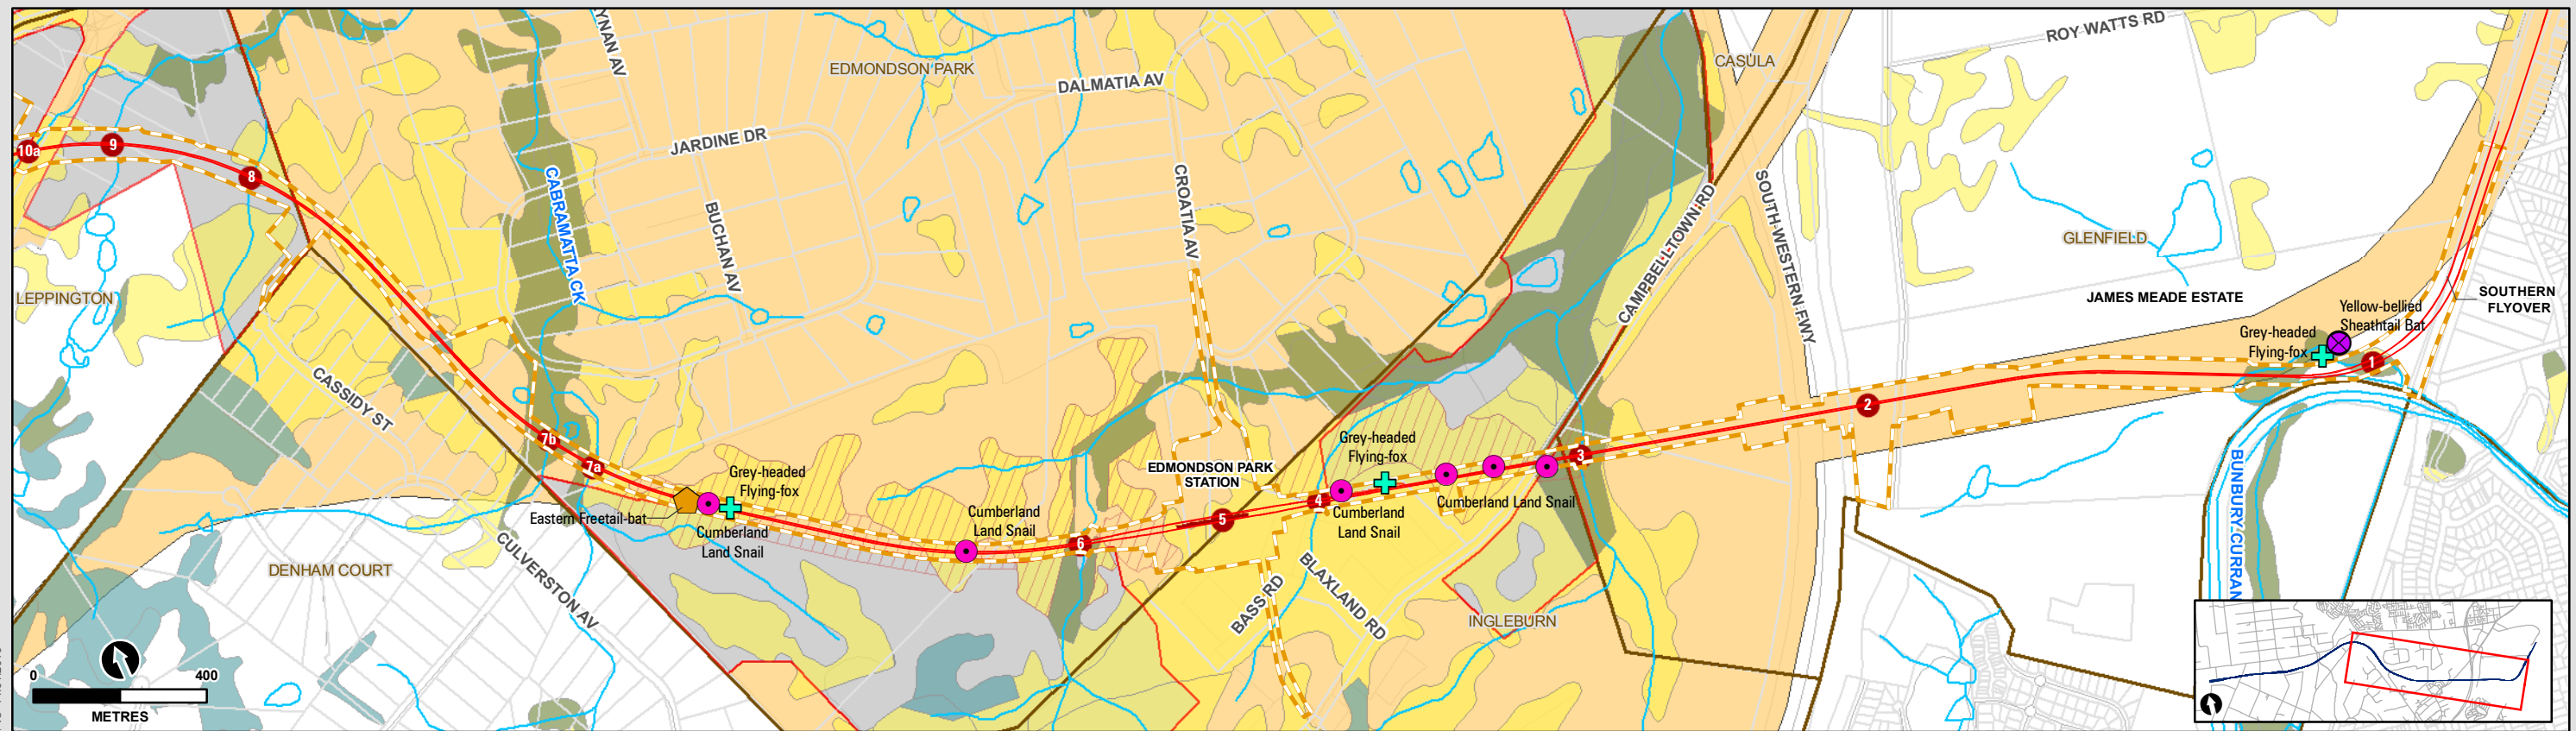 YNAN AV
EDMONDSON PARK
DALMATIA AV
CASULA
ROY WATTS RD
10a
9
8
JARDINE DR
CABRAMATTA CK
BUCHAN AV
CROATIA AV
CAMPBELLTOWN RD
SOUTH WESTERN FWY
GLENFIELD
LEPPINGTON
JAMES MEADE ESTATE
SOUTHERN
FLYOVER
Yellow-bellied
Sheathtail Bat
Grey-headed
Flying-fox
1
2
3
CASSIDY ST
7b
7a
Grey-headed
Flying-fox
Eastern Freetail-bat
Cumberland
Land Snail
Cumberland
Land Snail
EDMONDSON PARK
STATION
Grey-headed
Flying-fox
4
5
6
Cumberland
Land Snail
Cumberland Land Snail
BUNBURY CURRAN
DENHAM COURT
CULVERSTON AV
BASS RD
BLAXLAND RD
INGLEBURN
0
400
METRES